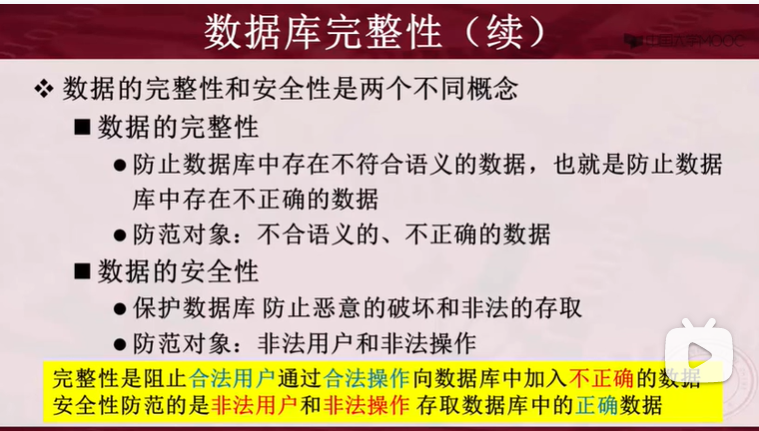 数据库完整性（续）
❖ 数据的完整性和安全性是两个不同概念
■ 数据的完整性
● 防止数据库中存在不符合语义的数据，也就是防止数据
库中存在不正确的数据
● 防范对象：不合语义的、不正确的数据
■ 数据的安全性
● 保护数据库 防止恶意的破坏和非法的存取
● 防范对象：非法用户和非法操作
完整性是阻止合法用户通过合法操作向数据库中加入不正确的数据
安全性防范的是非法用户和非法操作 存取数据库中的正确数据